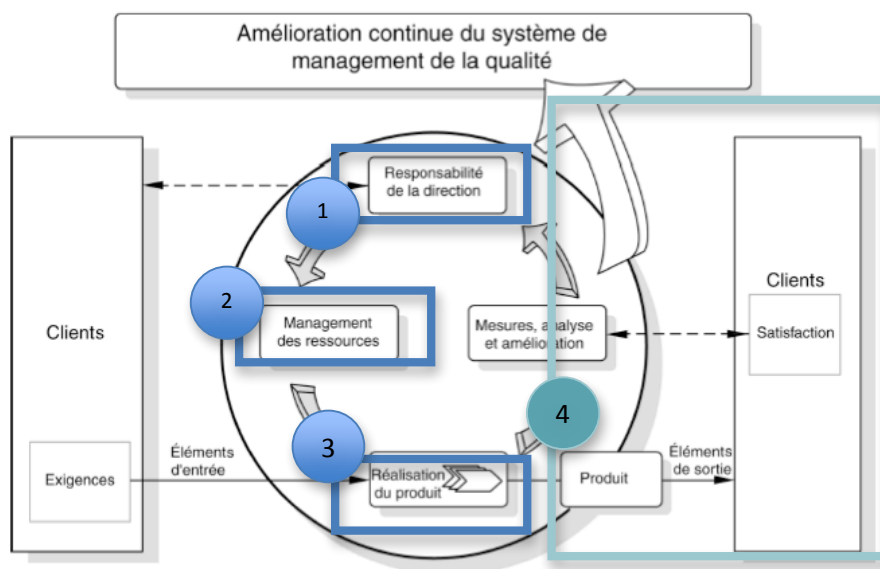 Amélioration continue du système de
management de la qualité
Responsabilité
de la direction
1
2
Clients
Management
des ressources
Mesures, analyse
et amélioration
Clients
Satisfaction
3
4
Exigences
Éléments
d'entrée
Réalisation
du produit
Produit
Éléments
de sortie